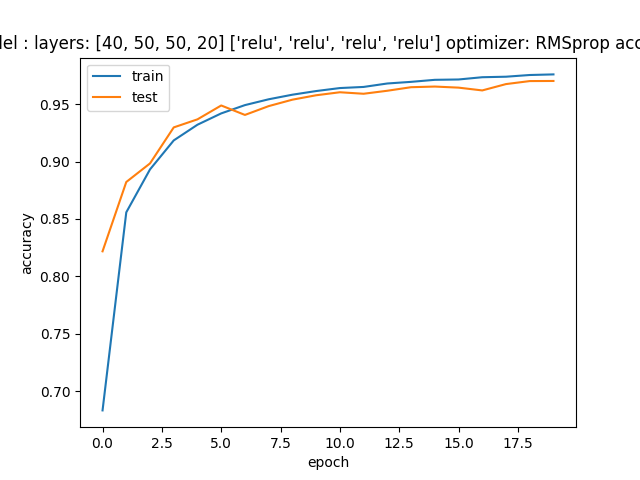 : layers: [40, 50, 50, 20] ['relu', 'relu', 'relu', 'relu'] optimizer: RMSprop
train
test
accuracy
0.95
0.90
0.85
0.80
0.75
0.70
0.0 2.5 5.0 7.5 10.0 12.5 15.0 17.5
epoch